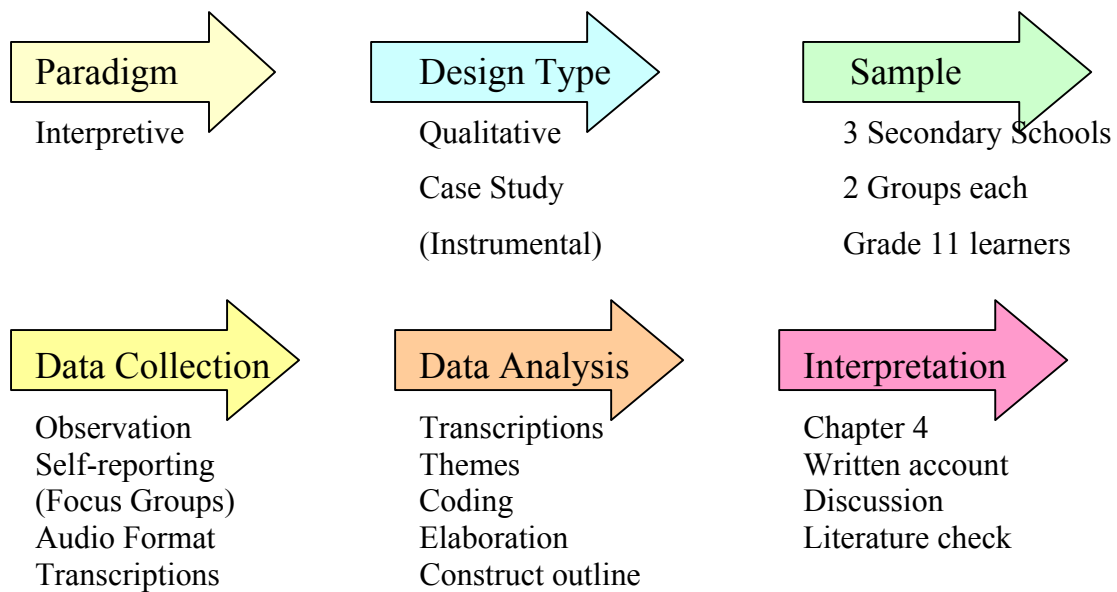 Paradigm
Interpretive
Design Type
Qualitative
Case Study
(Instrumental)
Sample
3 Secondary Schools
2 Groups each
Grade 11 learners
Data Collection
Observation
Self-reporting
(Focus Groups)
Audio Format
Transcriptions
Data Analysis
Transcriptions
Themes
Coding
Elaboration
Construct outline
Interpretation
Chapter 4
Written account
Discussion
Literature check